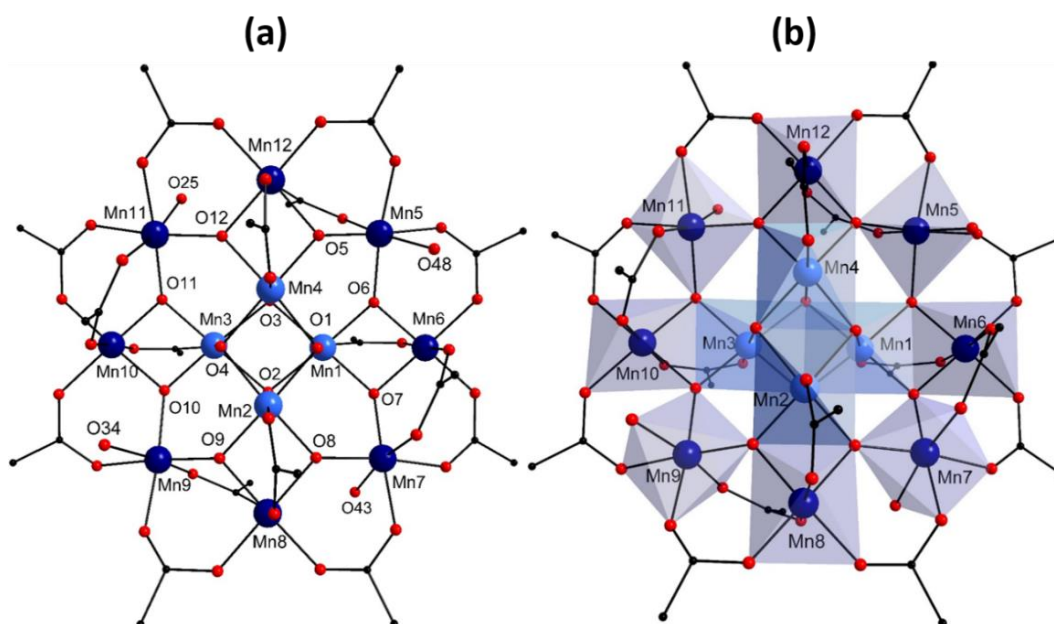 (a)
(b)
Mn12
O25
Mn11
O12
Mn5
O5
O48
O11
Mn4
O6
Mn3
O3
O1
Mn6
O4
Mn1
Mn10
O2
Mn2
O10
O7
O34
O9
O8
Mn9
Mn7
O43
Mn8
Mn12
Mn11
Mn5
Mn4
Mn6
Mn3
Mn1
Mn10
Mn2
Mn9
Mn7
Mn8